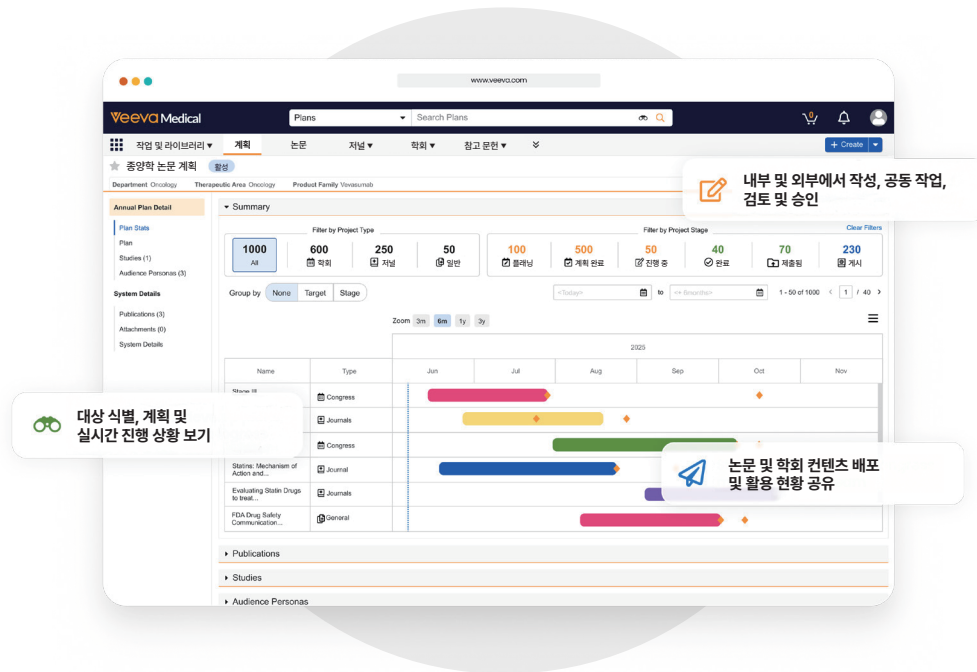 www.veeva.com
Veeva Medical
Plans
Search Plans
0
작업 및 라이브러리
계획
논문
저널
학회
참고 문헌
+ Create
종양학 논문 계획
활성
Department Oncology Therapeutic Area Oncology Product Family Vovasumab
내부 및 외부에서 작성, 공동 작업,
검토 및 승인
Annual Plan Detail
Plan Stats
Plan
Studies (1)
Audience Personas (3)
System Details
Publications (3)
Attachments (0)
System Details
Summary
Filter by Project Type
Filter by Project Stage
Clear Filters
1000
All
600
학회
250
저널
50
일반
100
플래닝
500
계획 완료
50
진행 중
40
완료
70
제출됨
230
게시
Group by None Target Stage
<Today>
to
<+ 6months>
1 - 50 of 1000
1 / 40
Zoom 3m 6m 1y 3y
2025
Name Type Jun Jul Aug Sep Oct Nov
Stage III
Congress
Journals
Congress
대상 식별, 계획 및
실시간 진행 상황 보기
Statins: Mechanism of
Action and...
Journal
Evaluating Statin Drugs
to treat...
Journals
FDA Drug Safety
Communication...
General
논문 및 학회 컨텐츠 배포
및 활용 현황 공유
Publications
Studies
Audience Personas